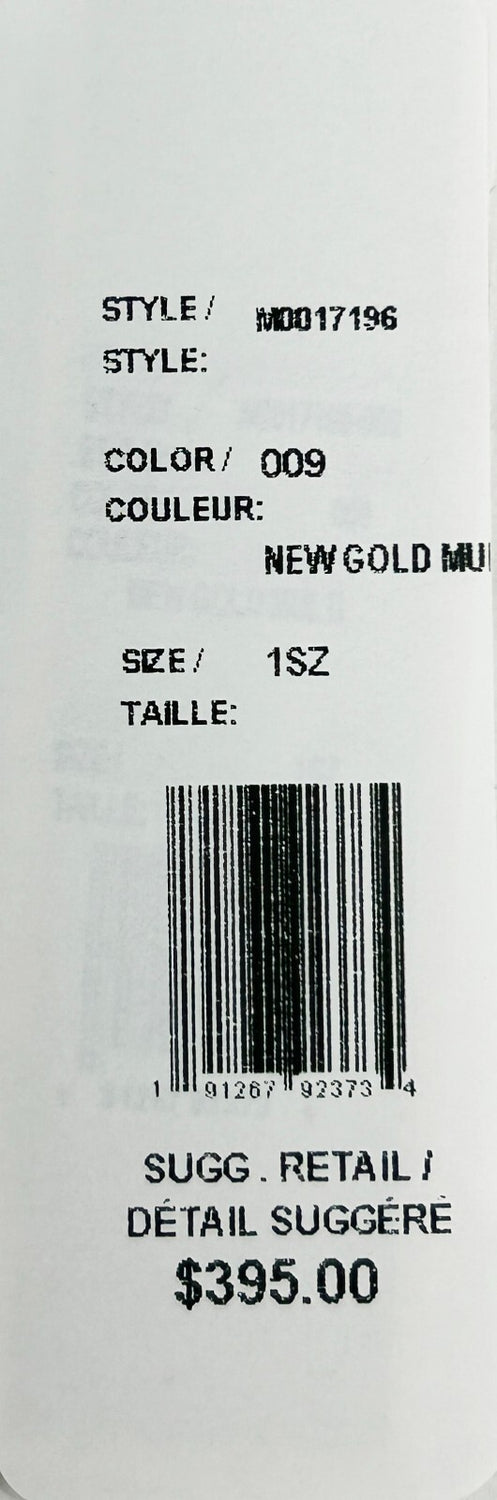 STYLE / M0017196
STYLE:
COLOR / 009
COULEUR:
NEW GOLD MU
SIZE / 1SZ
TAILLE:
1 91267 92373 4
SUGG . RETAIL /
DÉTAIL SUGGÉRÉ
$395.00